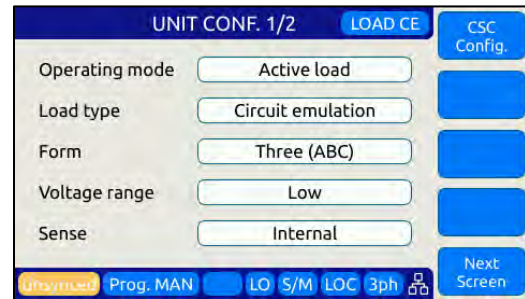 UNIT CONF. 1/2
LOAD CE
CSC
Config.
Operating mode
Active load
Load type
Circuit emulation
Form
Three (ABC)
Voltage range
Low
Sense
Internal
Next
Screen
Unsynced
Prog. MAN
LO
S/M
LOC
3ph